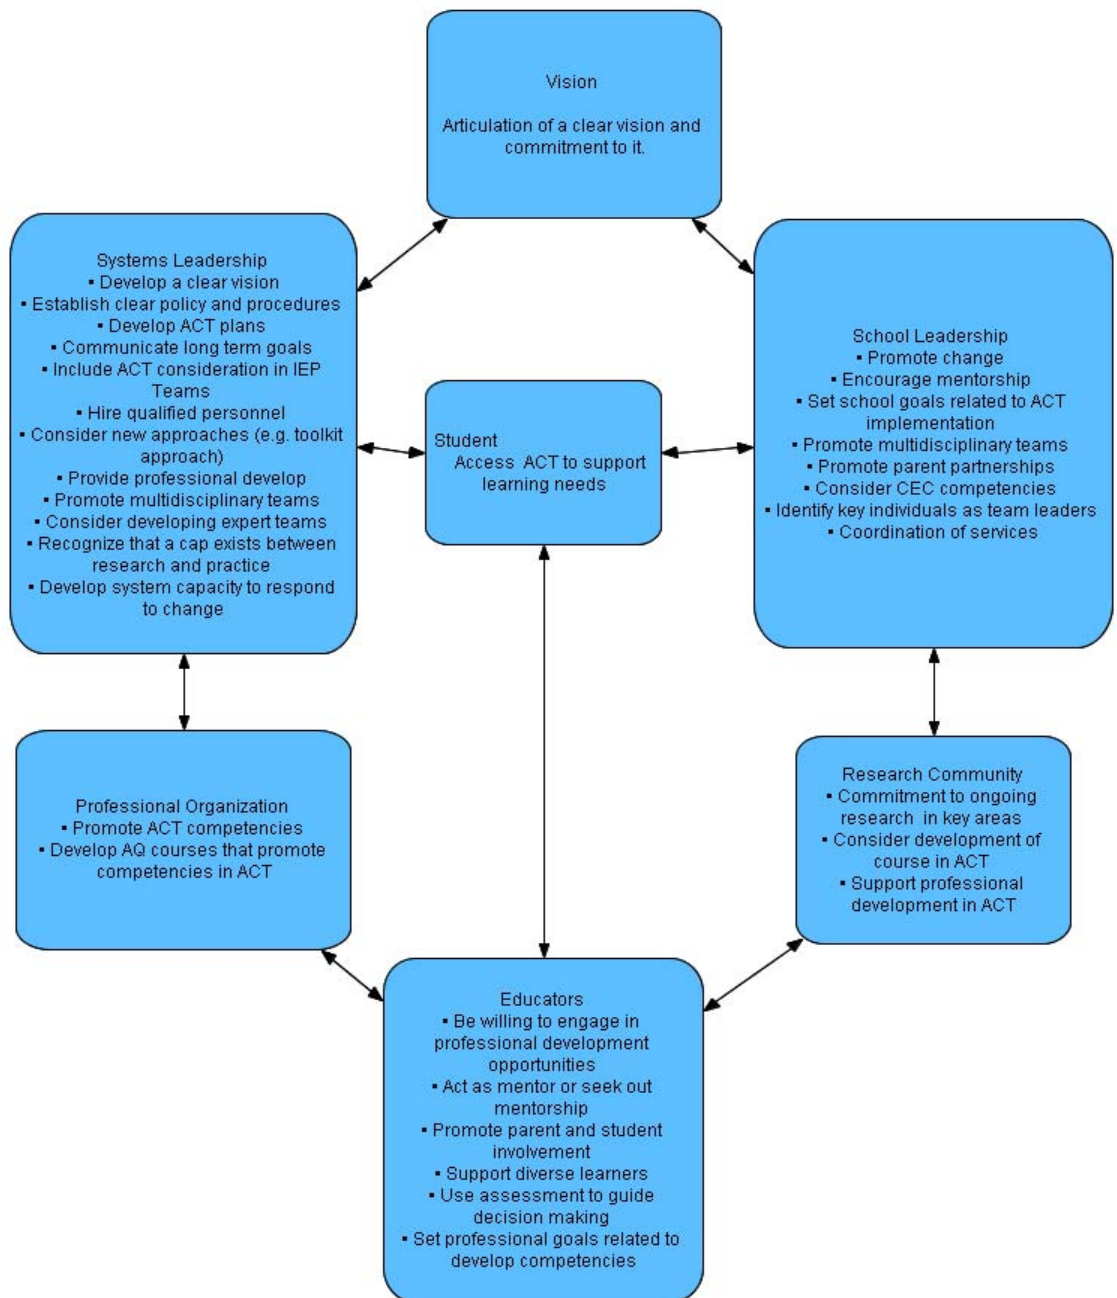 Vision
Articulation of a clear vision and
commitment to it.
Systems Leadership
▪ Develop a clear vision
▪ Establish clear policy and procedures
▪ Develop ACT plans
▪ Communicate long term goals
▪ Include ACT consideration in IEP
Teams
▪ Hire qualified personnel
▪ Consider new approaches (e.g. toolkit
approach)
▪ Provide professional develop
▪ Promote multidisciplinary teams
▪ Consider developing expert teams
▪ Recognize that a cap exists between
research and practice
▪ Develop system capacity to respond
to change
Student
Access ACT to support
learning needs
School Leadership
▪ Promote change
▪ Encourage mentorship
▪ Set school goals related to ACT
implementation
▪ Promote multidisciplinary teams
▪ Promote parent partnerships
▪ Consider CEC competencies
▪ Identify key individuals as team leaders
▪ Coordination of services
Professional Organization
▪ Promote ACT competencies
▪ Develop AQ courses that promote
competencies in ACT
Research Community
▪ Commitment to ongoing
research in key areas
▪ Consider development of
course in ACT
▪ Support professional
development in ACT
Educators
▪ Be willing to engage in
professional development
opportunities
▪ Act as mentor or seek out
mentorship
▪ Promote parent and student
involvement
▪ Support diverse learners
▪ Use assessment to guide
decision making
▪ Set professional goals related to
develop competencies